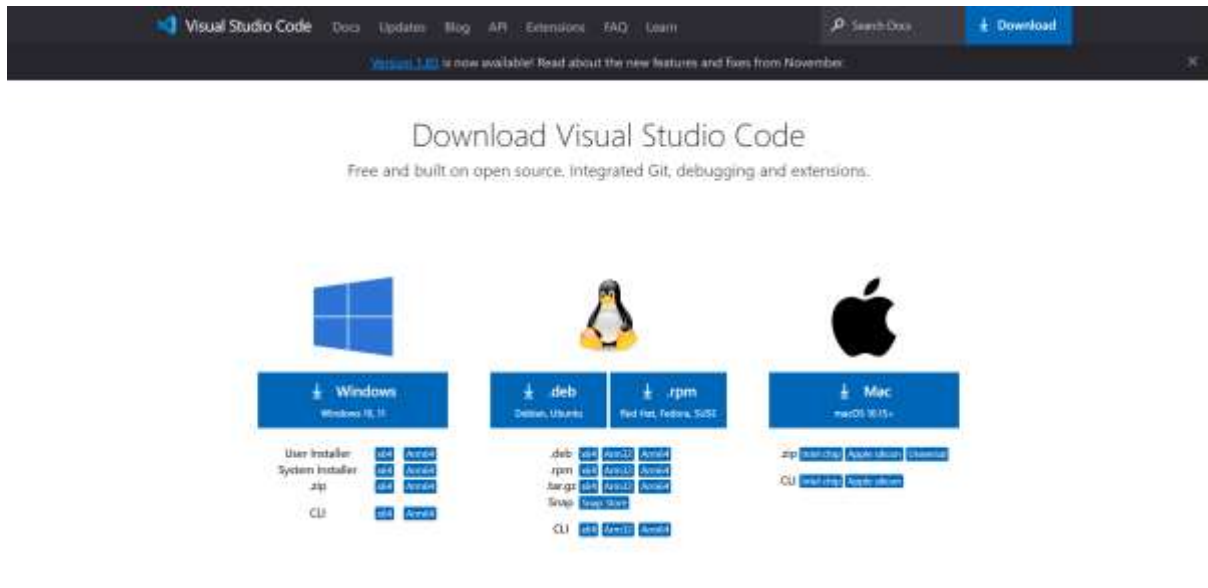 Visual Studio Code Docs Updates Blog API Extensions FAQ Learn Search Docs Download
Version 1.85 is now available! Read about the new features and fixes from November.
Download Visual Studio Code
Free and built on open source. Integrated Git, debugging and extensions.
Windows
Windows 10, 11
User Installer x64 Arm64
System Installer x64 Arm64
.zip x64 Arm64
CLI x64 Arm64
.deb
Debian, Ubuntu
.rpm
Red Hat, Fedora, SUSE
.deb x64 Arm32 Arm64
.rpm x64 Arm32 Arm64
.tar.gz x64 Arm32 Arm64
Snap Snap Store
CLI x64 Arm32 Arm64
Mac
macOS 10.15+
.zip Intel chip Apple silicon Universal
CLI Intel chip Apple silicon